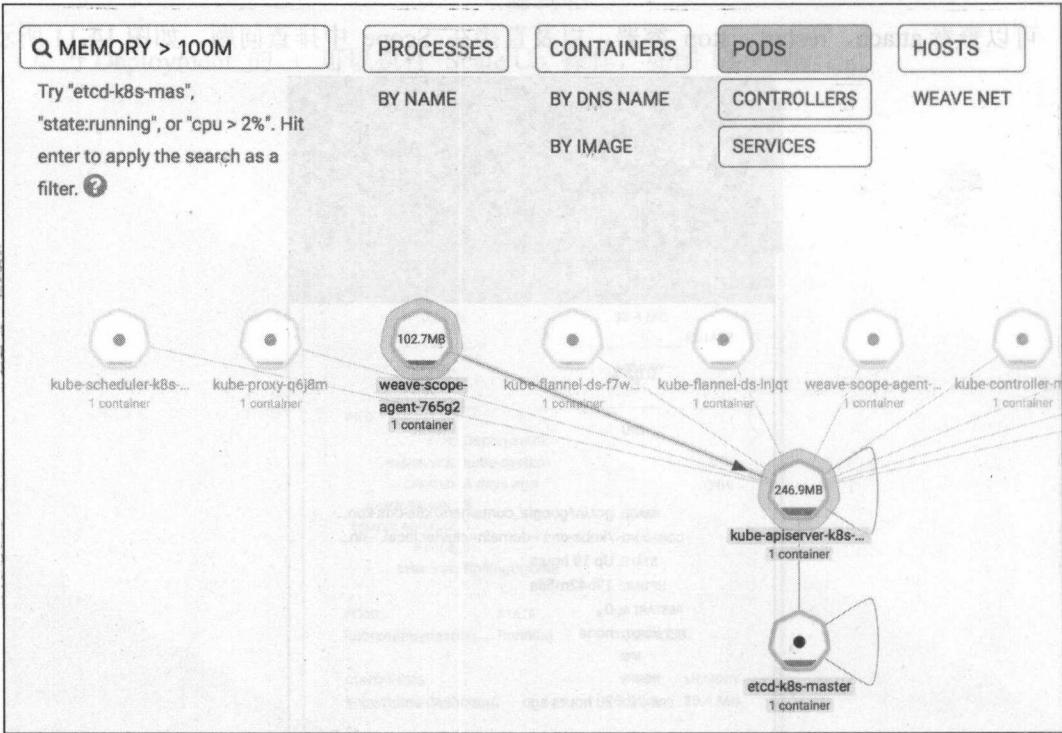 MEMORY > 100M
PROCESSES
CONTAINERS
PODS
HOSTS
Try "etcd-k8s-mas",
"state:running", or "cpu > 2%". Hit
enter to apply the search as a
filter. ?
BY NAME
BY DNS NAME
CONTROLLERS
WEAVE NET
BY IMAGE
SERVICES
102.7MB
kube-scheduler-k8s-...
1 container
kube-proxy-q6j8m
1 container
weave-scope-
agent-765g2
1 container
kube-flannel-ds-f7w...
1 container
kube-flannel-ds-lnjqt
1 container
weave-scope-agent-...
1 container
kube-controller-m
1 container
246.9MB
kube-apiserver-k8s-...
1 container
etcd-k8s-master
1 container